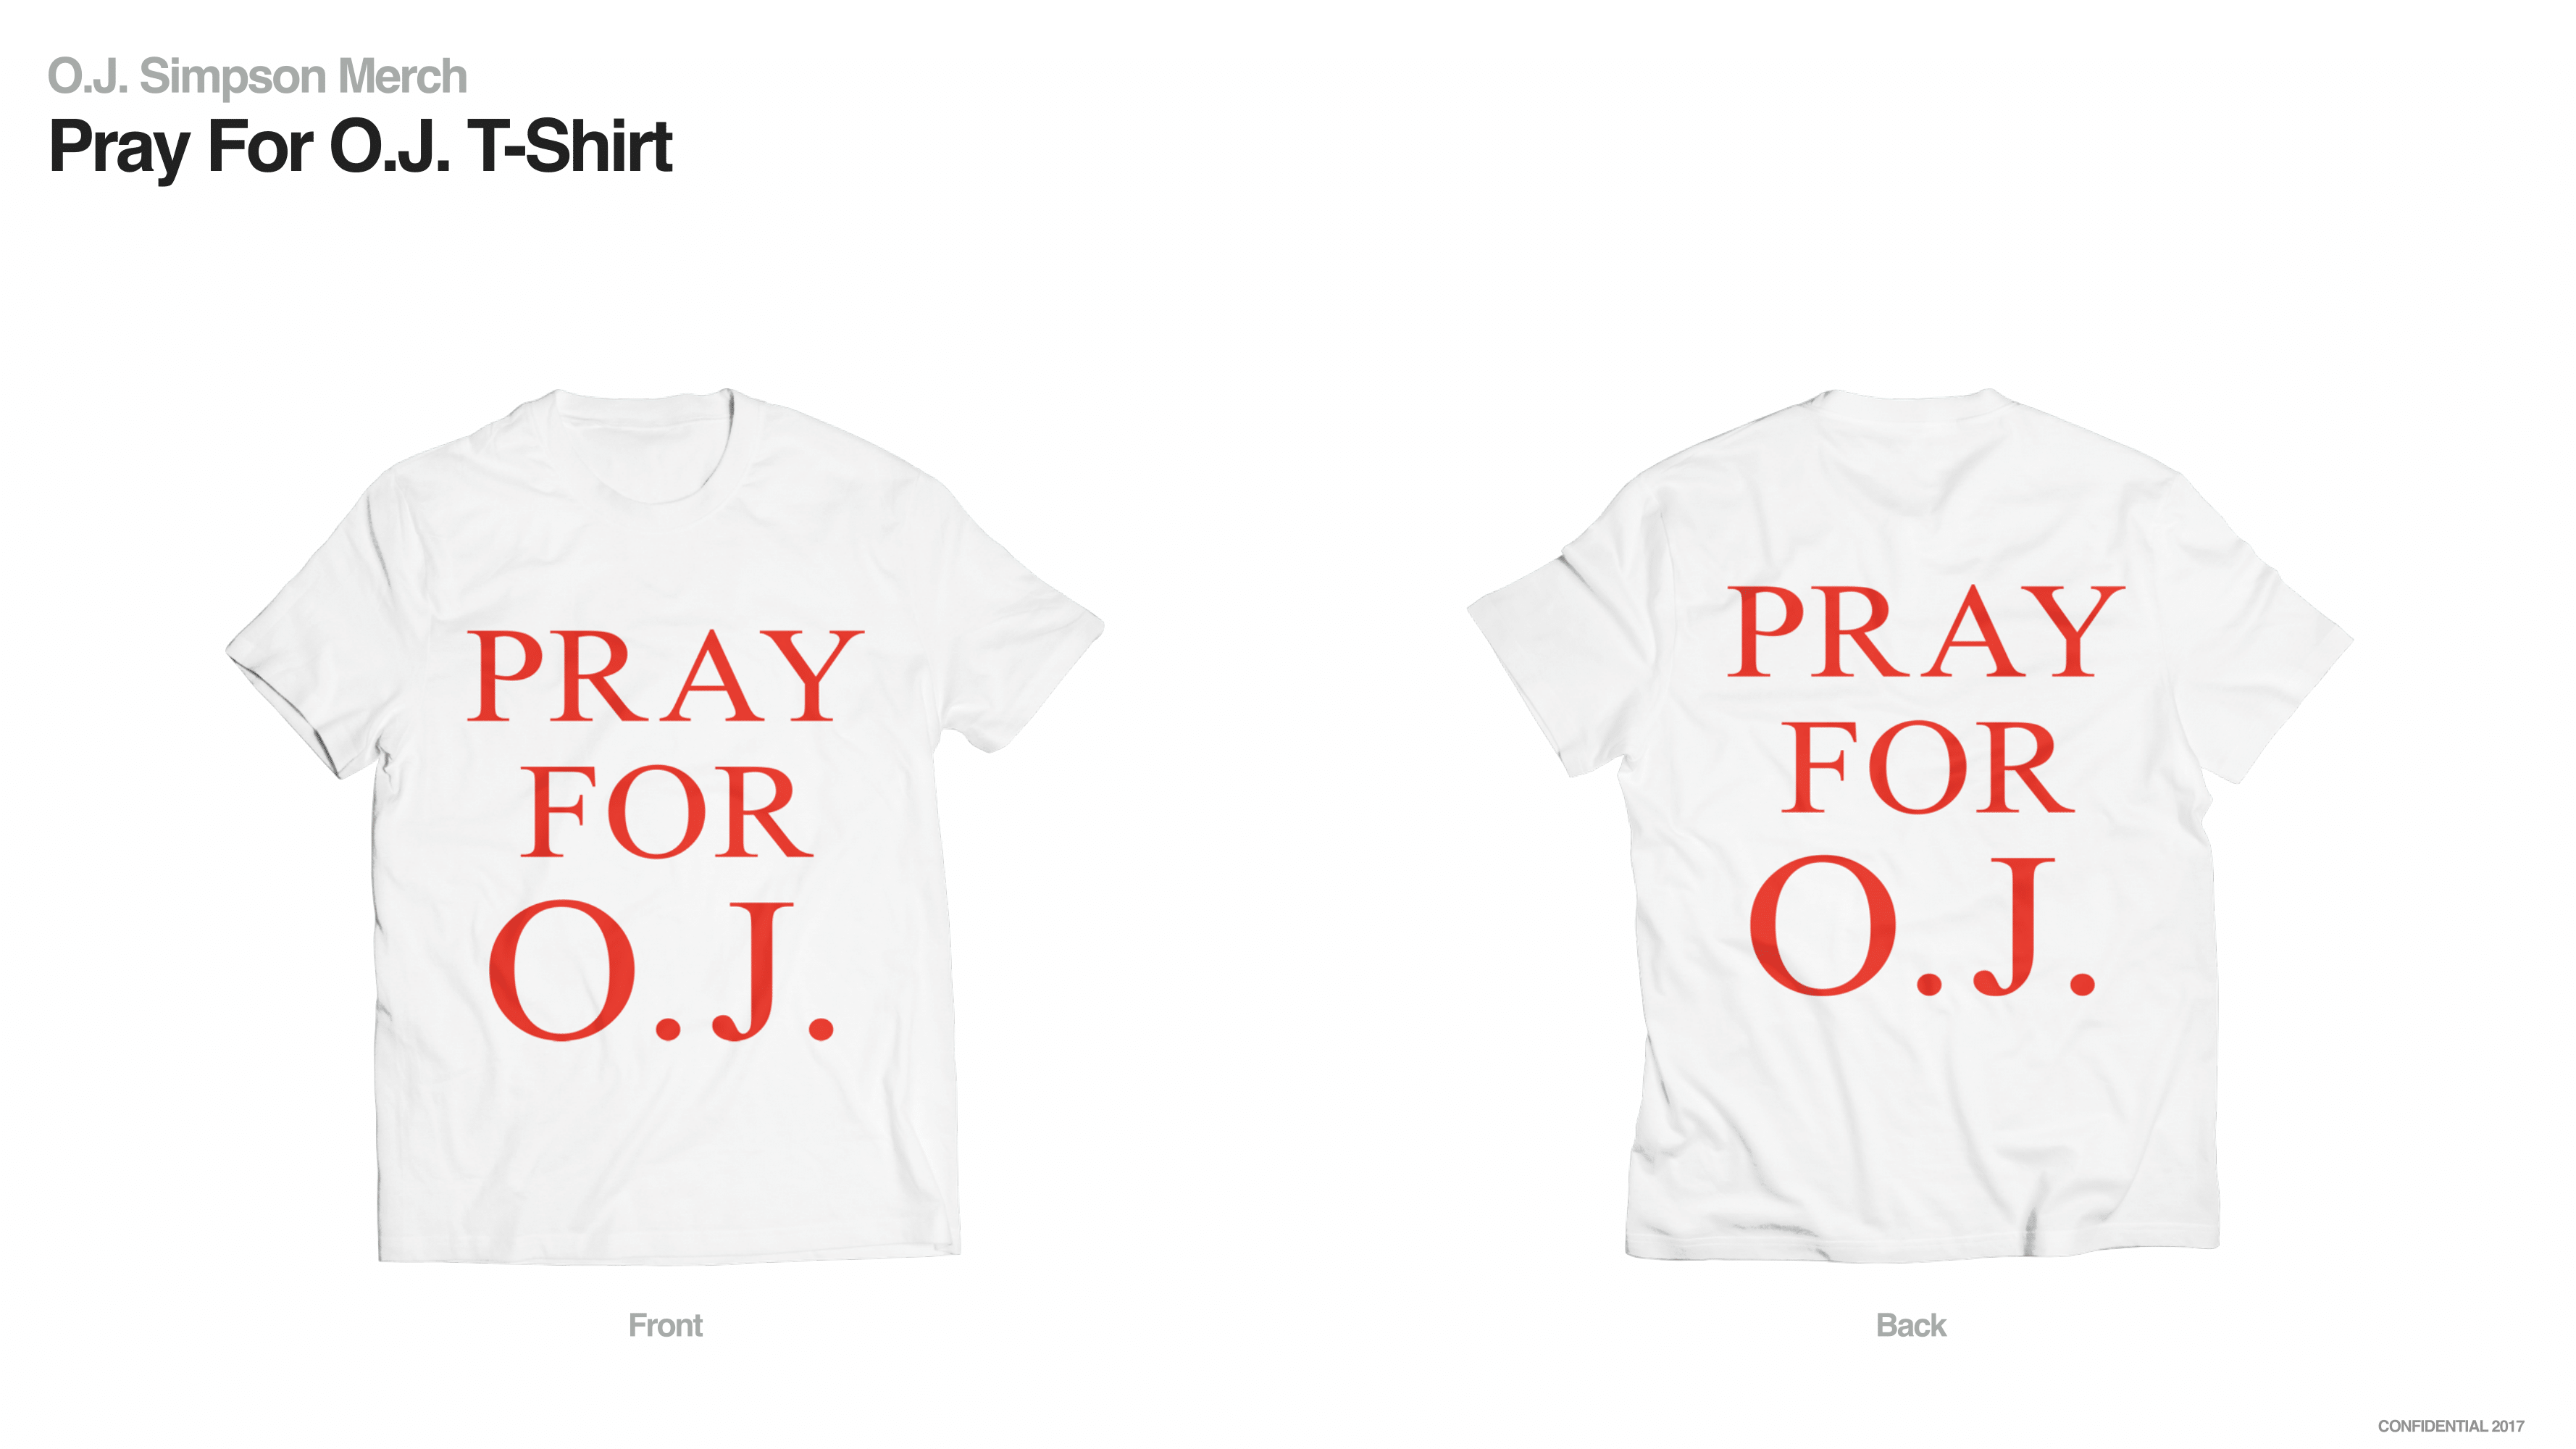 O.J. Simpson Merch
Pray For O.J. T-Shirt
PRAY
FOR
O.J.
Front
PRAY
FOR
O.J.
Back
CONFIDENTIAL 2017